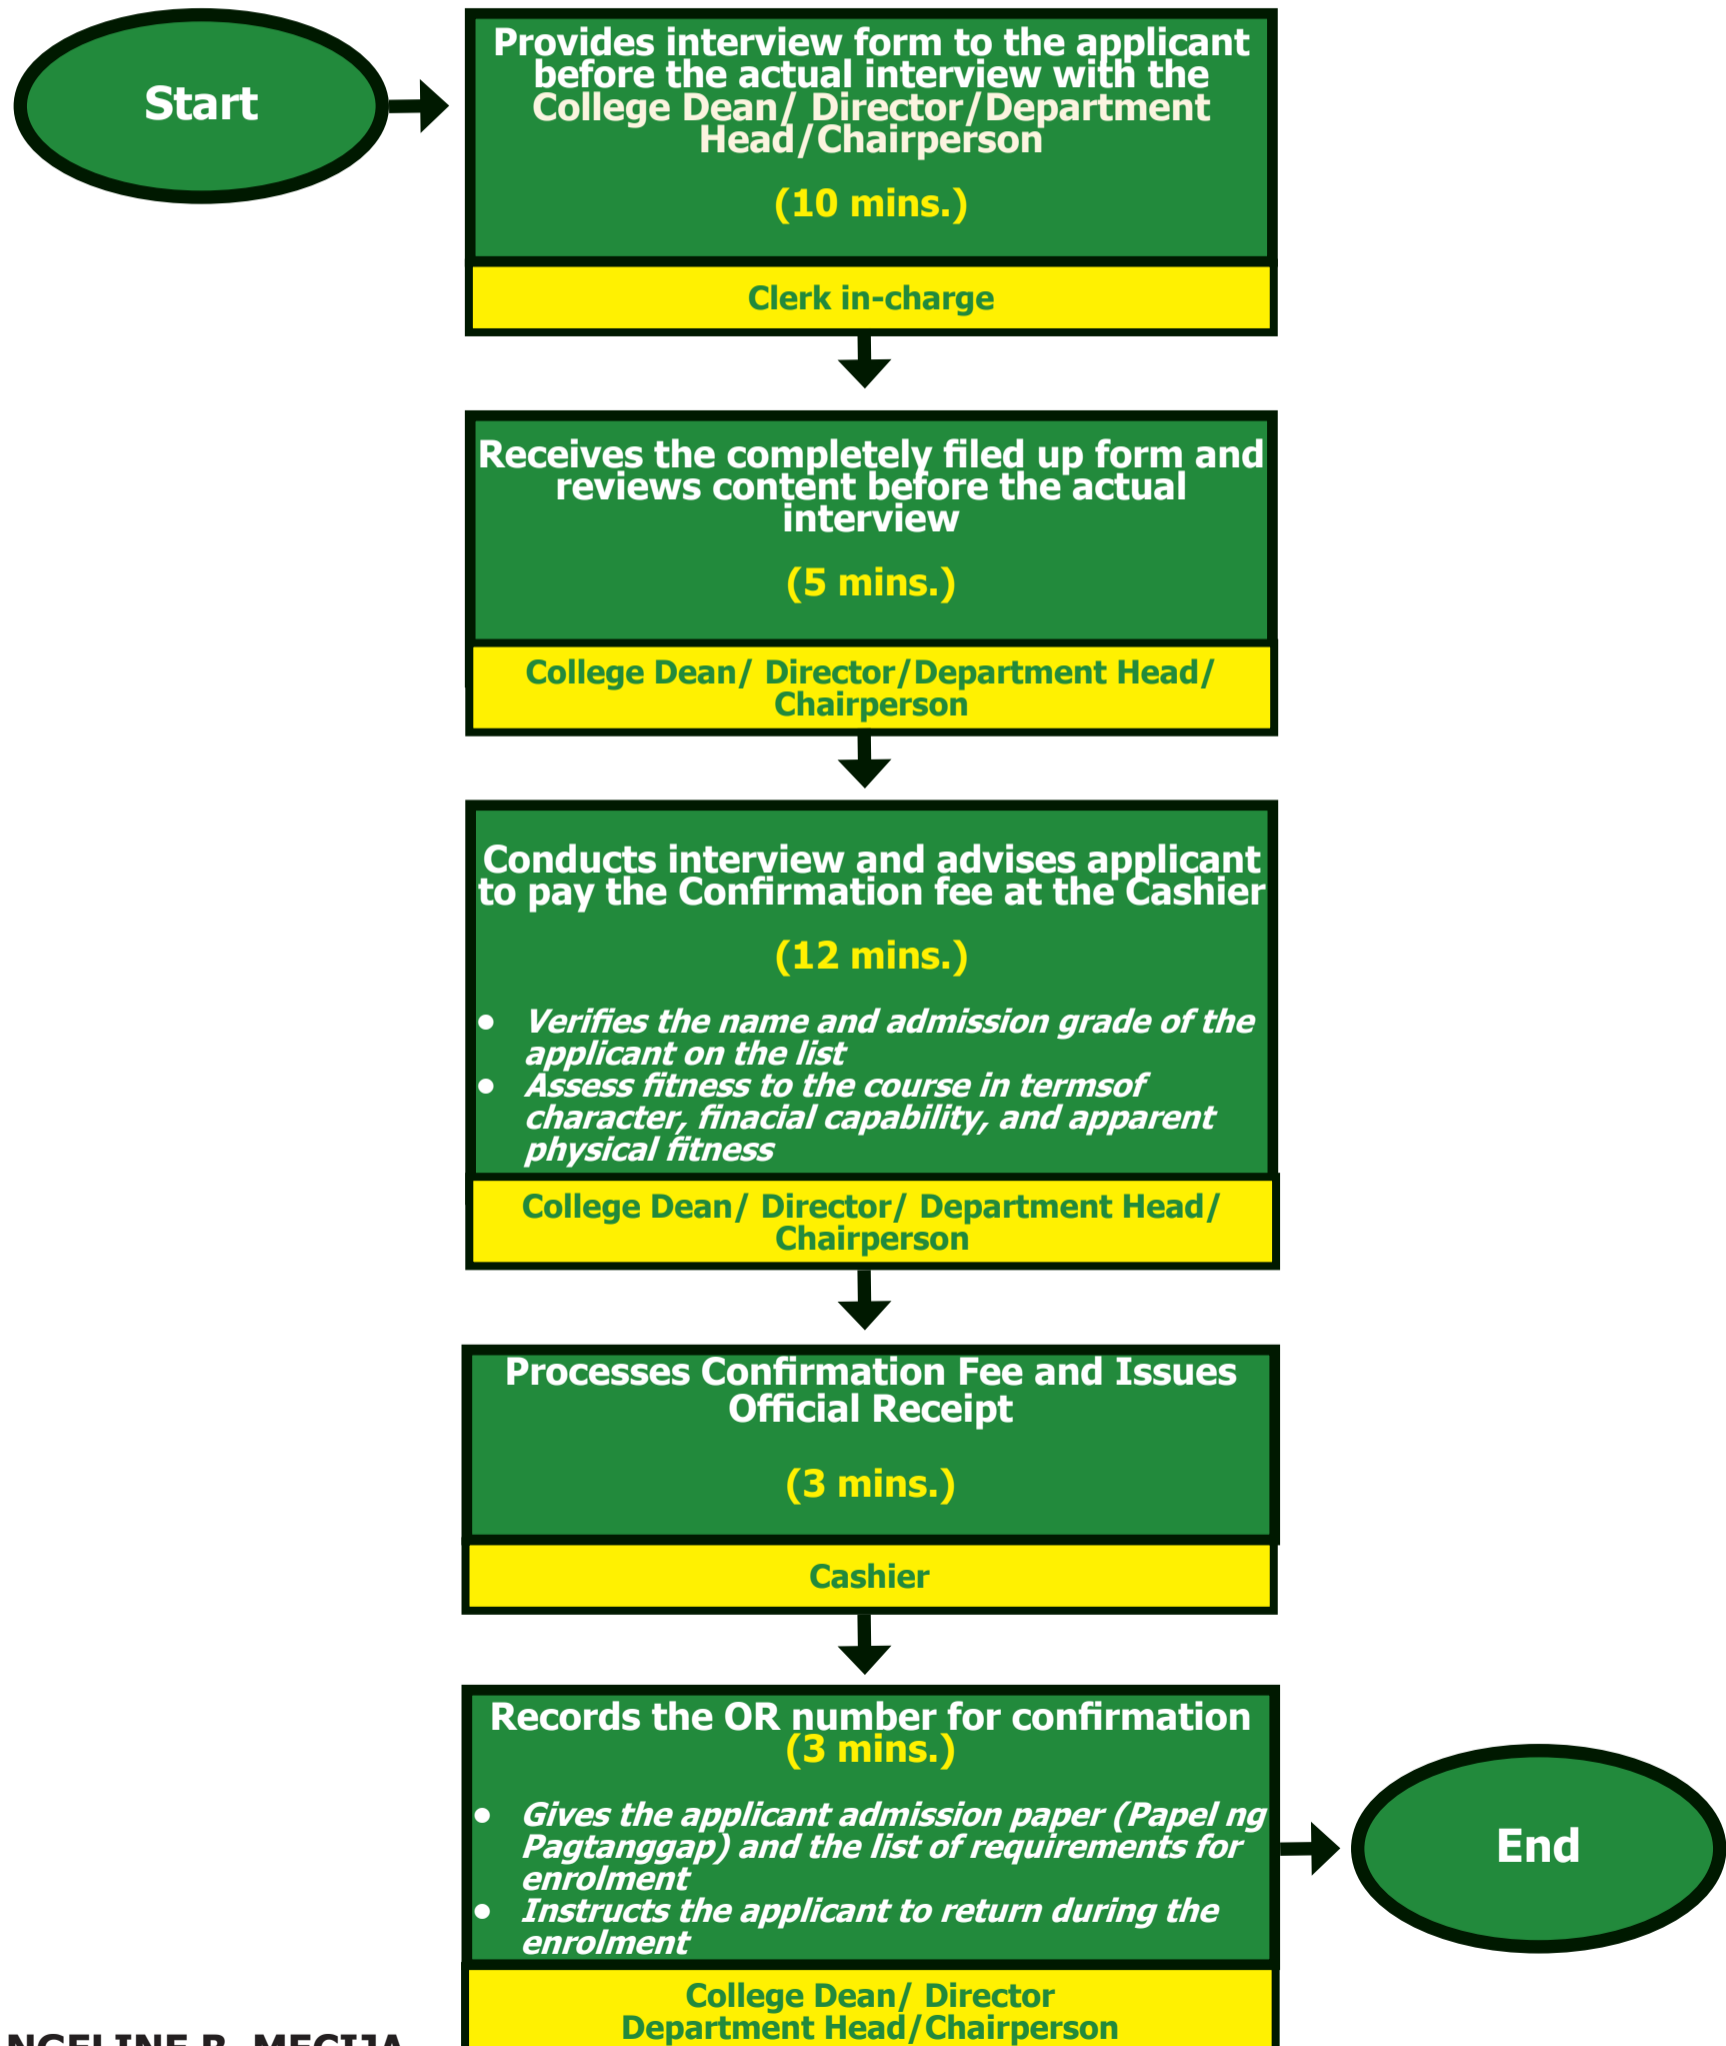 Start
Provides interview form to the applicant
before the actual interview with the
College Dean/ Director/Department
Head/Chairperson
(10 mins.)
Clerk in-charge
Receives the completely filed up form and
reviews content before the actual
interview
(5 mins.)
College Dean/ Director/Department Head/
Chairperson
Conducts interview and advises applicant
to pay the Confirmation fee at the Cashier
(12 mins.)
● Verifies the name and admission grade of the
applicant on the list
● Assess fitness to the course in termsof
character, finacial capability, and apparent
physical fitness
College Dean/ Director/ Department Head/
Chairperson
Processes Confirmation Fee and Issues
Official Receipt
(3 mins.)
Cashier
Records the OR number for confirmation
(3 mins.)
● Gives the applicant admission paper (Papel ng
Pagtanggap) and the list of requirements for
enrolment
● Instructs the applicant to return during the
enrolment
College Dean/ Director
Department Head/Chairperson
End
NGELINE B. MECIJA